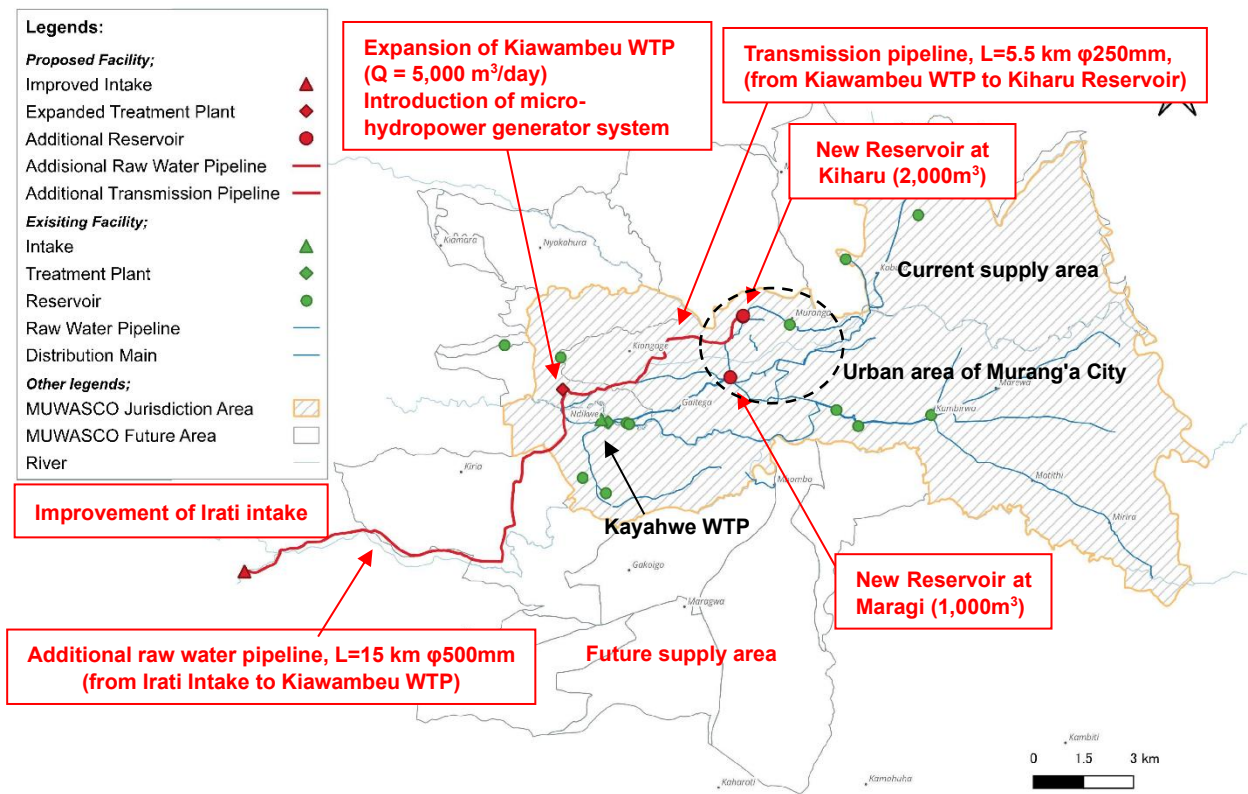 Legends:
Proposed Facility;
Improved Intake
Expanded Treatment Plant
Additional Reservoir
Addisional Raw Water Pipeline
Additional Transmission Pipeline
Exisiting Facility;
Intake
Treatment Plant
Reservoir
Raw Water Pipeline
Distribution Main
Other legends;
MUWASCO Jurisdiction Area
MUWASCO Future Area
River
Expansion of Kiawambeu WTP
(Q = 5,000 m³/day)
Introduction of micro-
hydropower generator system
Transmission pipeline, L=5.5 km φ250mm,
(from Kiawambeu WTP to Kiharu Reservoir)
New Reservoir at
Kiharu (2,000m³)
Kiamara
Nyakahura
Current supply area
Muranga
Kiangage
Urban area of Murang'a City
Marewa
Gaitega
Ndikwe
Kumbirwu
Kiria
Matithi
Mirira
Improvement of Irati intake
Kayahwe WTP
Gakoigo
Maragwa
New Reservoir at
Maragi (1,000m³)
Additional raw water pipeline, L=15 km φ500mm
(from Irati Intake to Kiawambeu WTP)
Future supply area
Kambiti
0 1.5 3 km
Kaharoti
Kamahuha